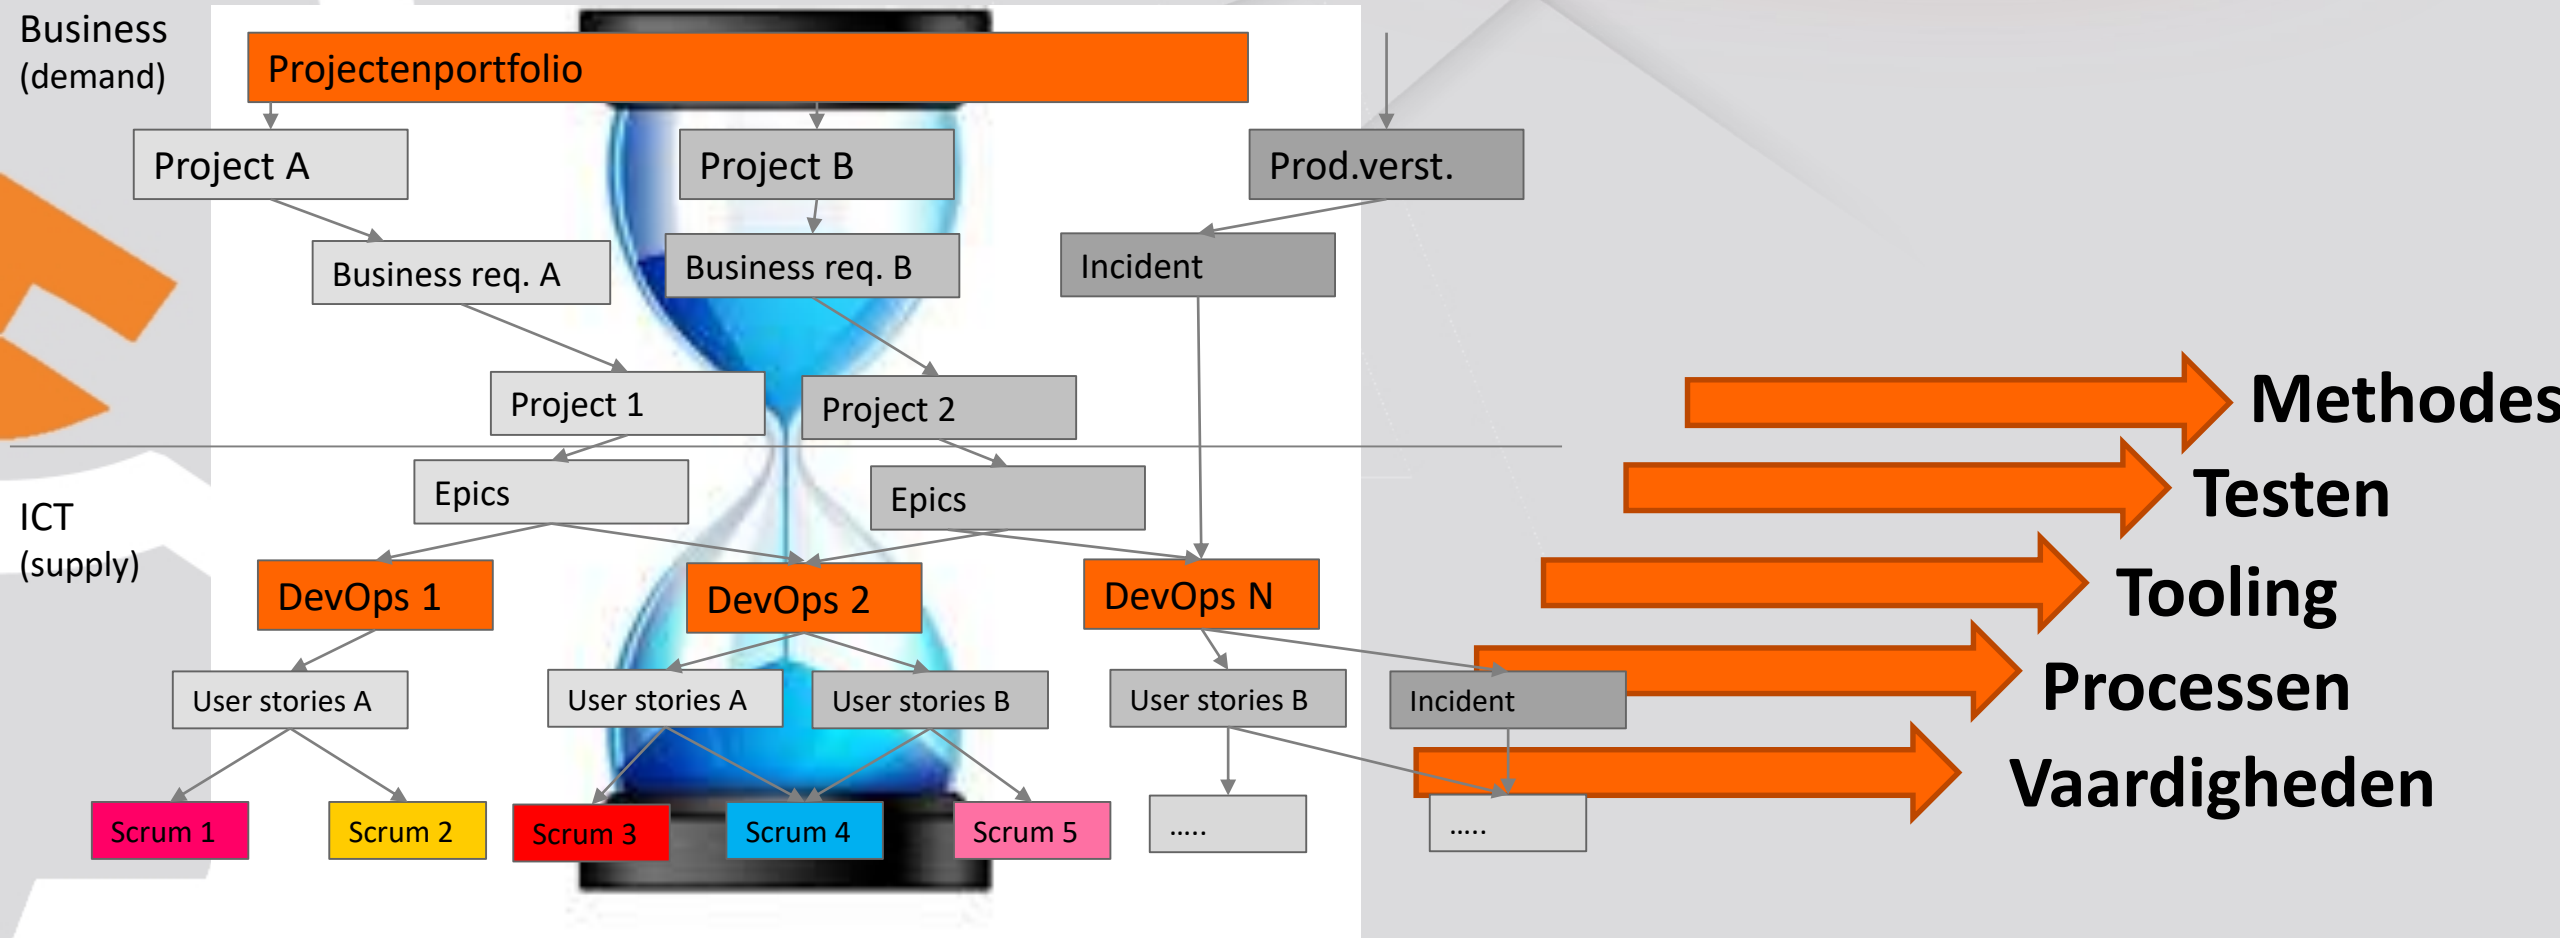 Business
(demand)
Projectenportfolio
Project A
Project B
Prod.verst.
Business req. A
Business req. B
Incident
Project 1
Project 2
Methodes
Epics
Epics
Testen
ICT
(supply)
DevOps 1
DevOps 2
DevOps N
Tooling
User stories A
User stories A
User stories B
User stories B
Incident
Processen
Vaardigheden
Scrum 1
Scrum 2
Scrum 3
Scrum 4
Scrum 5
.....
.....